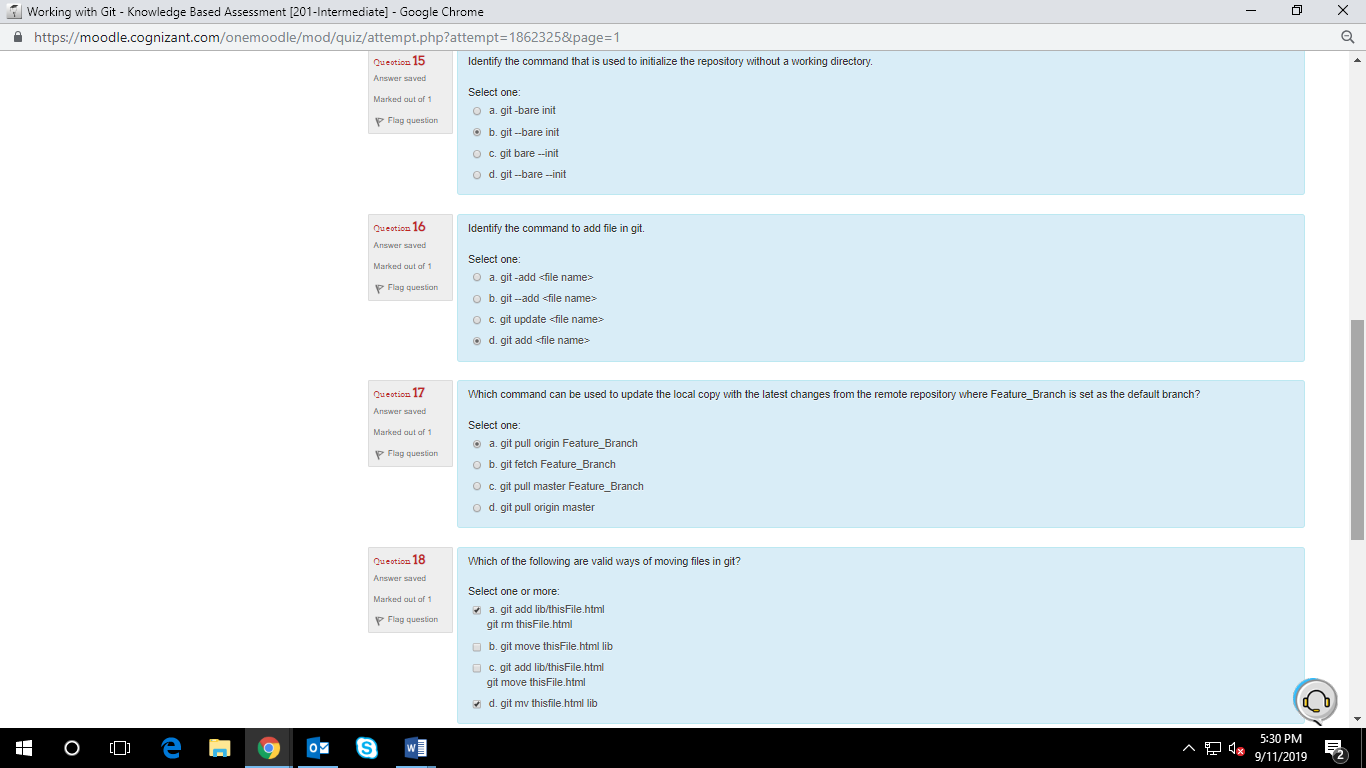 Working with Git - Knowledge Based Assessment [201-Intermediate] - Google Chrome
https://moodle.cognizant.com/onemoodle/mod/quiz/attempt.php?attempt=1862325&page=1
Question 15
Answer saved
Marked out of 1
Flag question
Identify the command that is used to initialize the repository without a working directory.
Select one:
a. git -bare init
b. git --bare init
c. git bare --init
d. git --bare --init
Question 16
Answer saved
Marked out of 1
Flag question
Identify the command to add file in git.
Select one:
a. git -add <file name>
b. git --add <file name>
c. git update <file name>
d. git add <file name>
Question 17
Answer saved
Marked out of 1
Flag question
Which command can be used to update the local copy with the latest changes from the remote repository where Feature_Branch is set as the default branch?
Select one:
a. git pull origin Feature_Branch
b. git fetch Feature_Branch
c. git pull master Feature_Branch
d. git pull origin master
Question 18
Answer saved
Marked out of 1
Flag question
Which of the following are valid ways of moving files in git?
Select one or more:
a. git add lib/thisFile.html
git rm thisFile.html
b. git move thisFile.html lib
c. git add lib/thisFile.html
git move thisFile.html
d. git mv thisfile.html lib
5:30 PM
9/11/2019
2